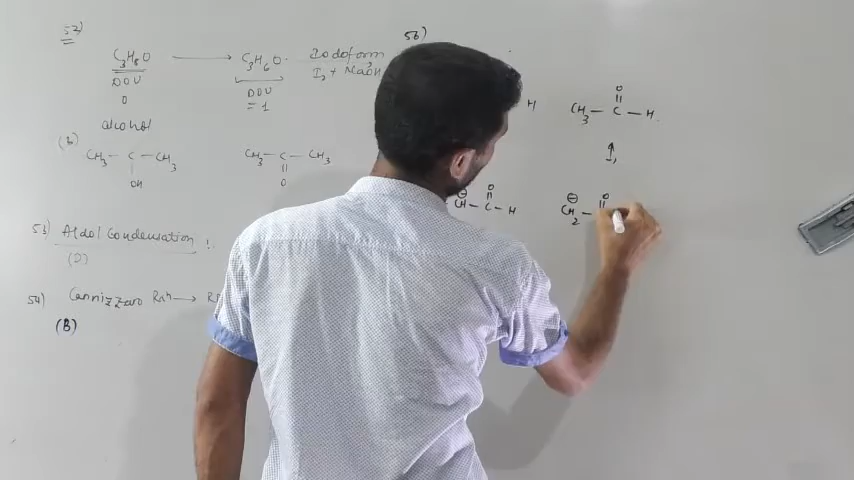 52)
C3H8O ⟶ C3H6O. Iodoform
I2 + NaOH
DOU
0
DOU
= 1
alcohol
(b) CH3 — C — CH3
OH
CH3 — C — CH3
||
O
53) Aldol Condensation
(D)
54) Cannizzaro Rxn ⟶
(B)
56)
H
O
||
CH3 — C — H.
↑
⊖ O
||
CH — C — H
⊖ O
CH2 —